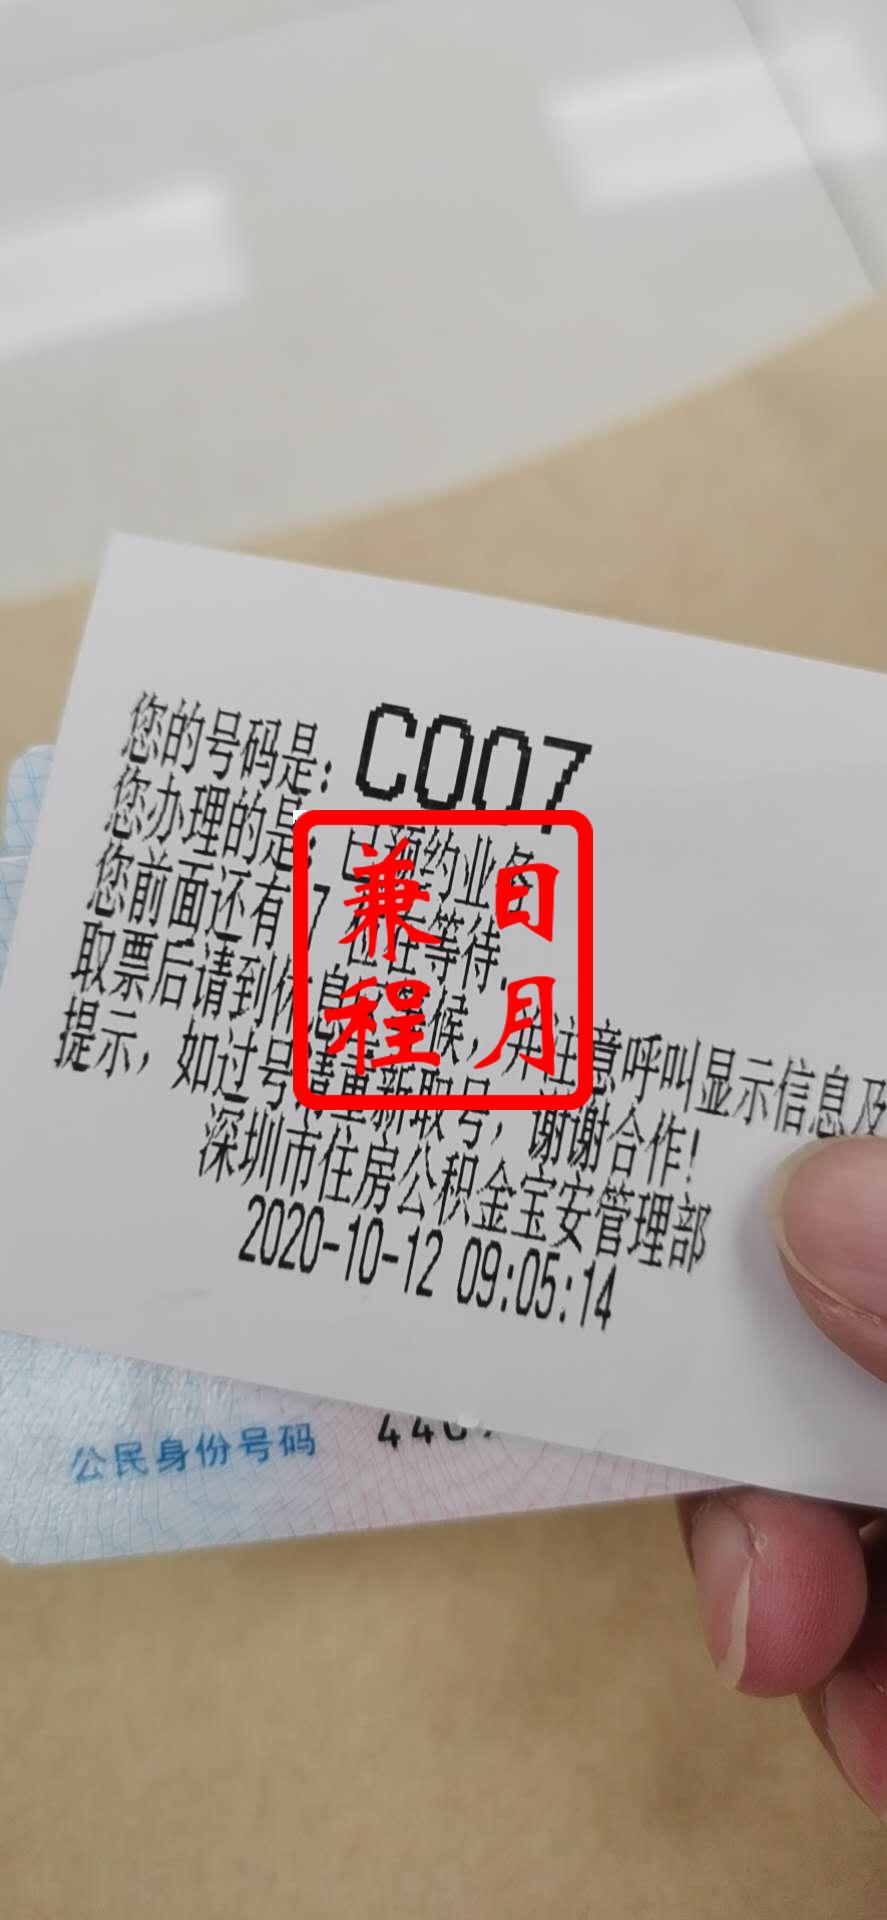 您的号码是: C007
您办理的是: 已预约业务
您前面还有 7 位在等待.
取票后请到休息区等候, 并注意呼叫显示信息及
提示, 如过号请重新取号, 谢谢合作!
深圳市住房公积金宝安管理部
2020-10-12 09:05:14
日月
兼程
公民身份号码 440